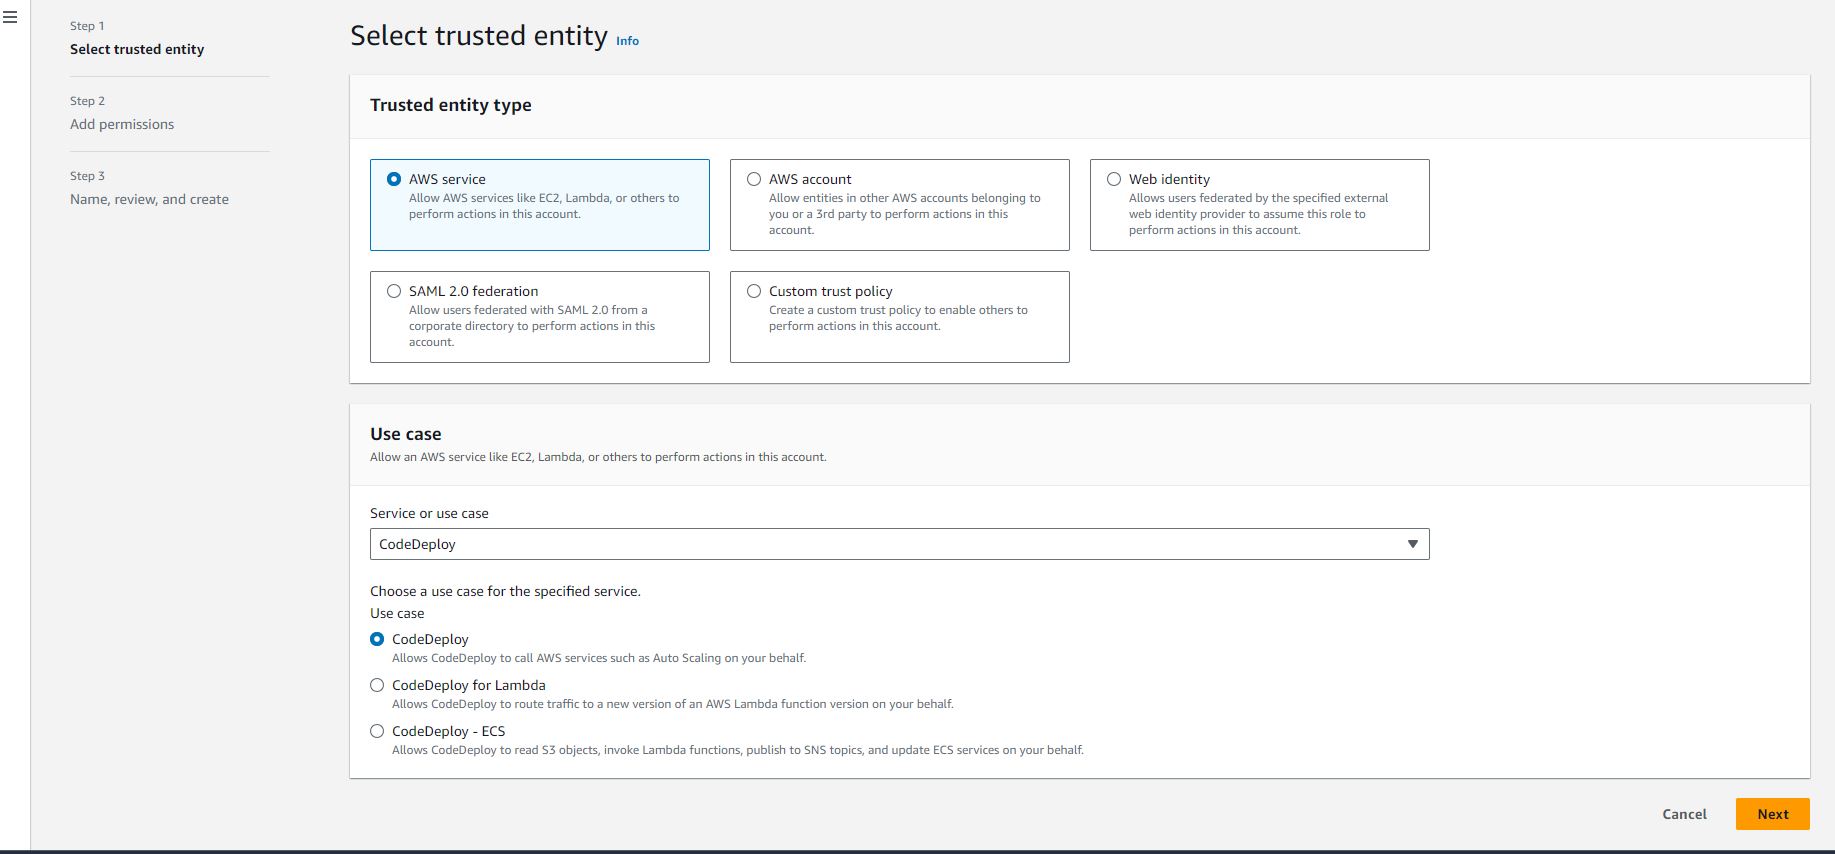 Step 1
Select trusted entity
Step 2
Add permissions
Step 3
Name, review, and create
Select trusted entity Info
Trusted entity type
AWS service
Allow AWS services like EC2, Lambda, or others to
perform actions in this account.
AWS account
Allow entities in other AWS accounts belonging to
you or a 3rd party to perform actions in this
account.
Web identity
Allows users federated by the specified external
web identity provider to assume this role to
perform actions in this account.
SAML 2.0 federation
Allow users federated with SAML 2.0 from a
corporate directory to perform actions in this
account.
Custom trust policy
Create a custom trust policy to enable others to
perform actions in this account.
Use case
Allow an AWS service like EC2, Lambda, or others to perform actions in this account.
Service or use case
CodeDeploy
Choose a use case for the specified service.
Use case
CodeDeploy
Allows CodeDeploy to call AWS services such as Auto Scaling on your behalf.
CodeDeploy for Lambda
Allows CodeDeploy to route traffic to a new version of an AWS Lambda function version on your behalf.
CodeDeploy - ECS
Allows CodeDeploy to read S3 objects, invoke Lambda functions, publish to SNS topics, and update ECS services on your behalf.
Cancel
Next